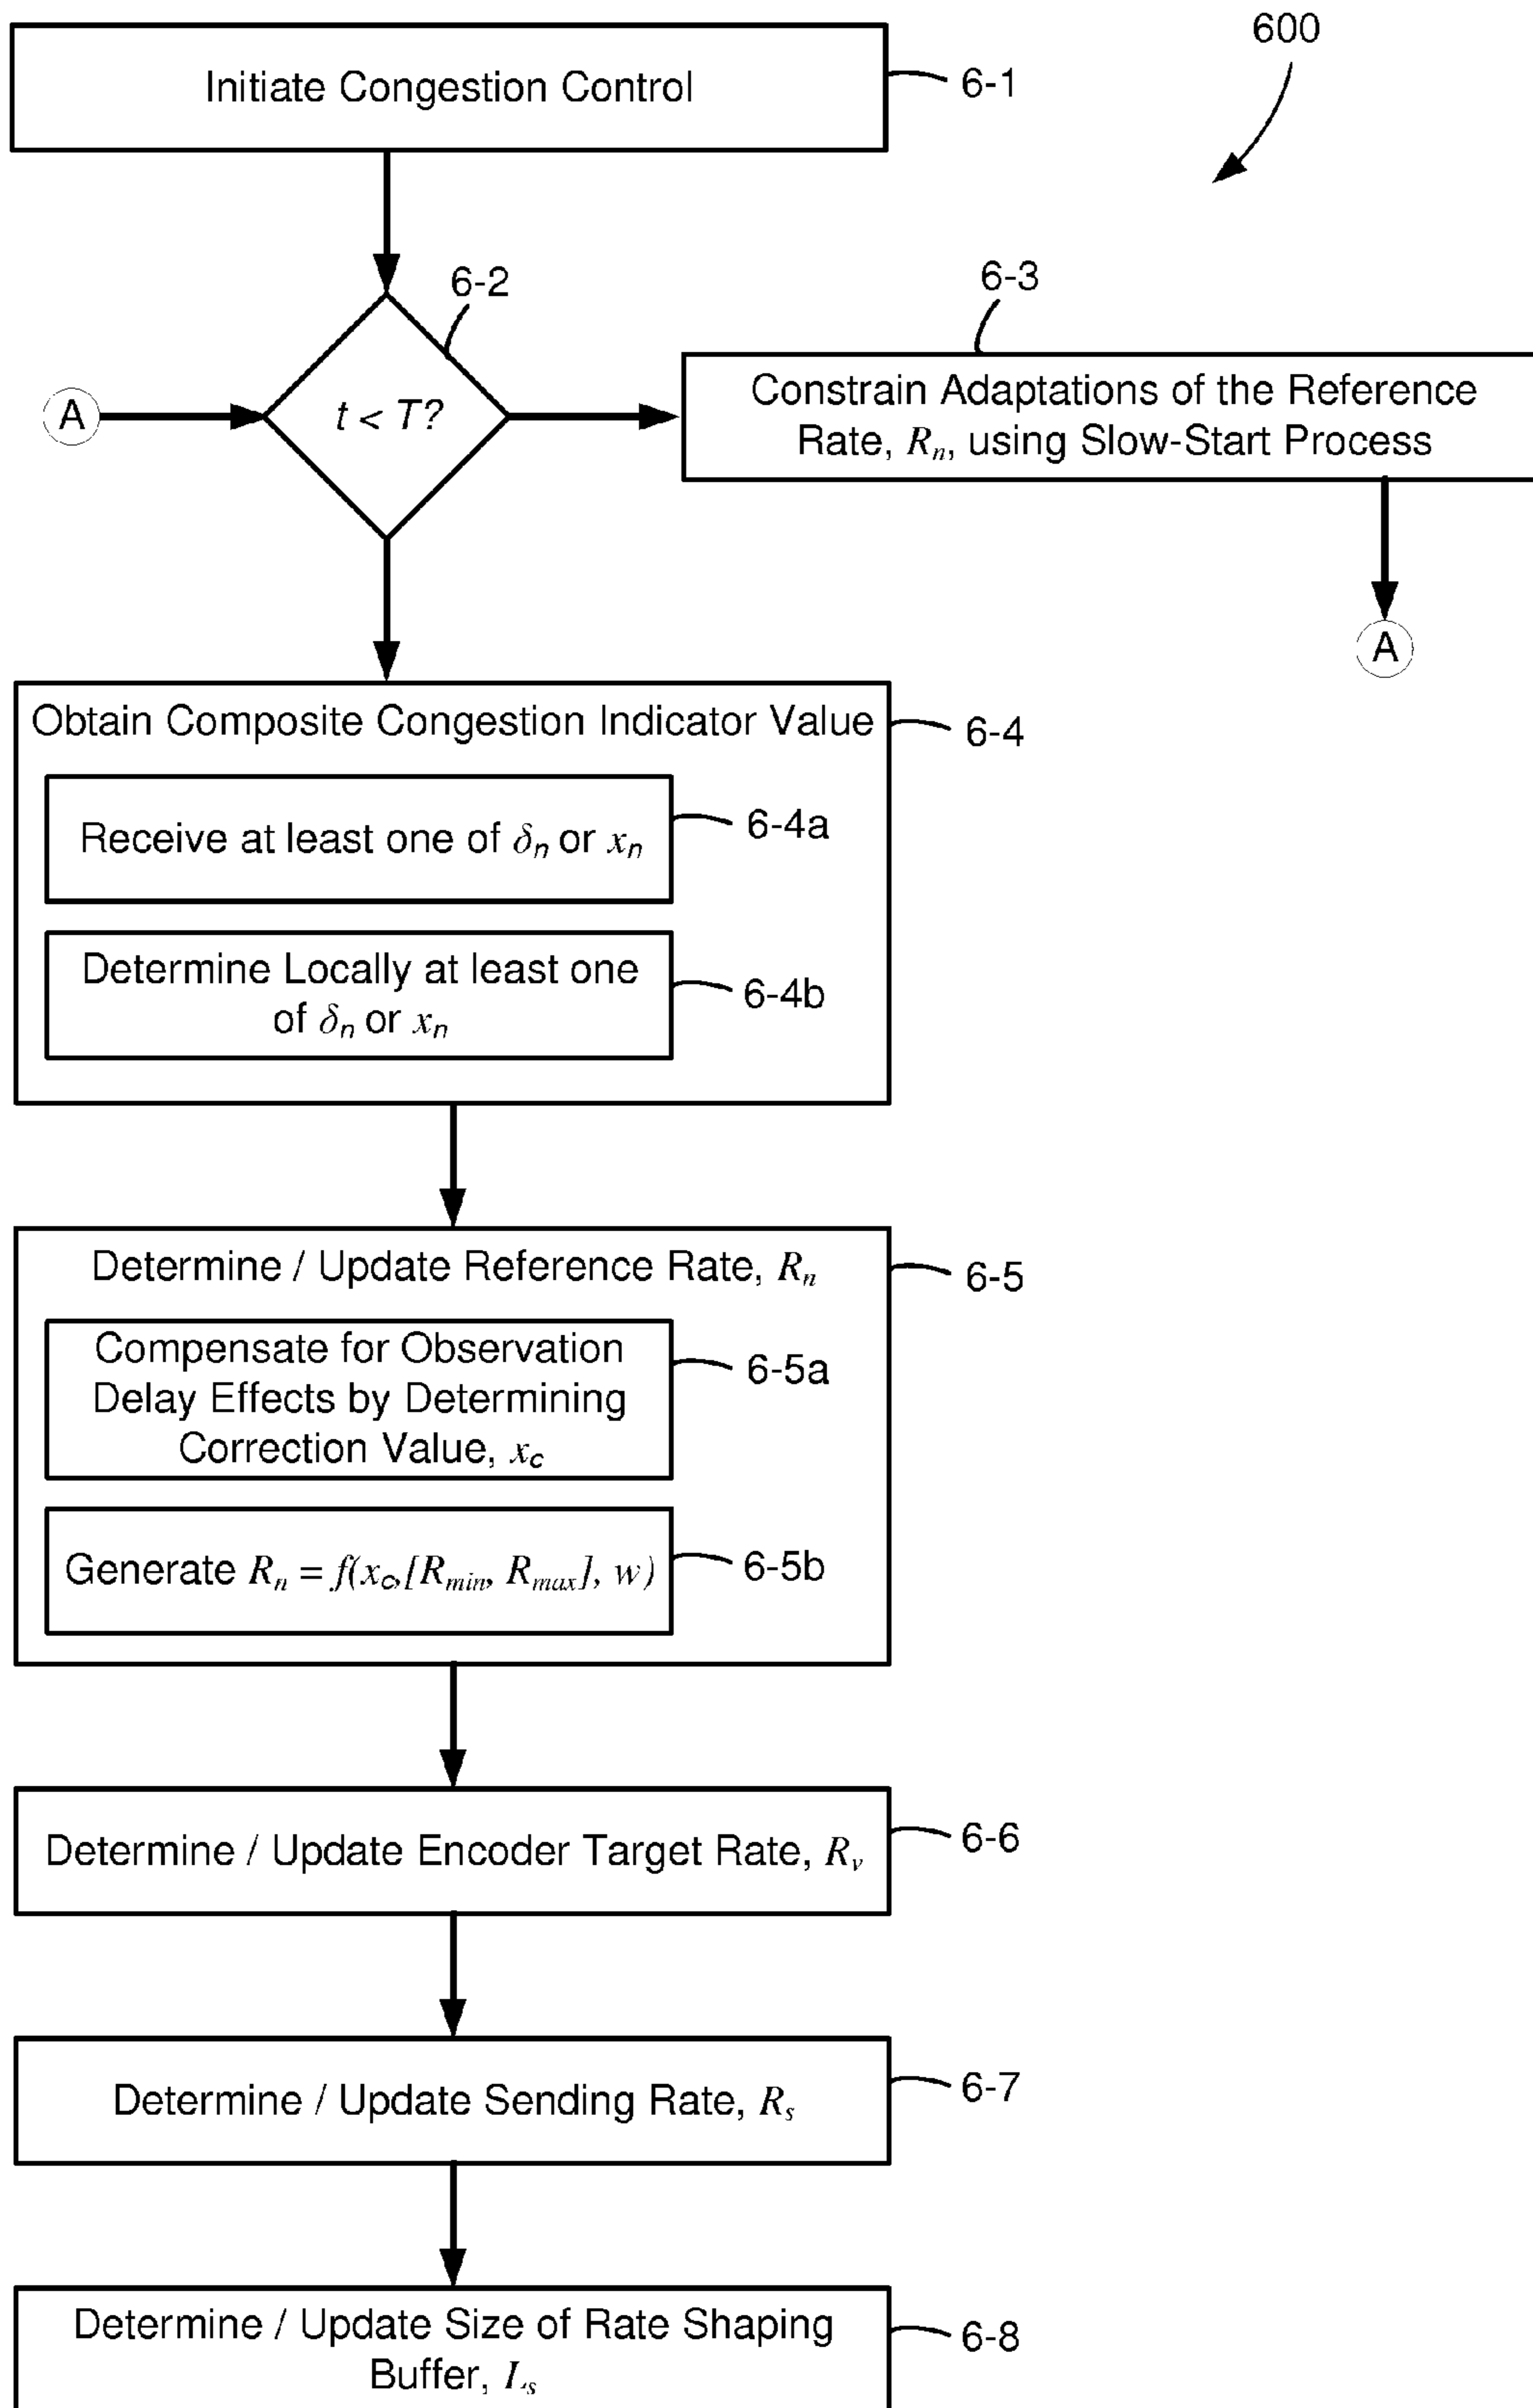 600
Initiate Congestion Control
6-1
6-2
6-3
A
t < T?
Constrain Adaptations of the Reference
Rate, Rₙ, using Slow-Start Process
A
Obtain Composite Congestion Indicator Value
6-4
Receive at least one of δₙ or xₙ
6-4a
Determine Locally at least one
of δₙ or xₙ
6-4b
Determine / Update Reference Rate, Rₙ
6-5
Compensate for Observation
Delay Effects by Determining
Correction Value, x_c
6-5a
Generate Rₙ = f(x_c,[R_min, R_max], w)
6-5b
Determine / Update Encoder Target Rate, Rᵥ
6-6
Determine / Update Sending Rate, Rₛ
6-7
Determine / Update Size of Rate Shaping
Buffer, Lₛ
6-8